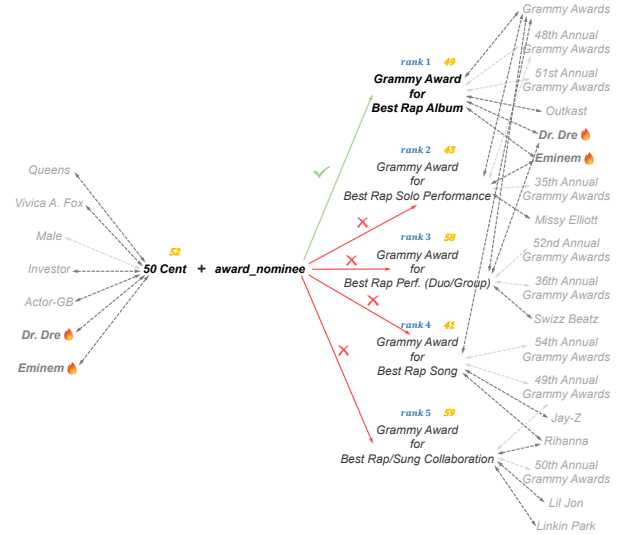 Queens
Vivica A. Fox
Male
Investor
Actor-GB
Dr. Dre
Eminem
52
50 Cent + award_nominee
rank 1 49
Grammy Award
for
Best Rap Album
rank 2 43
Grammy Award
for
Best Rap Solo Performance
rank 3 58
Grammy Award
for
Best Rap Perf. (Duo/Group)
rank 4 41
Grammy Award
for
Best Rap Song
rank 5 59
Grammy Award
for
Best Rap/Sung Collaboration
Grammy Awards
48th Annual
Grammy Awards
51st Annual
Grammy Awards
Outkast
Dr. Dre
Eminem
35th Annual
Grammy Awards
Missy Elliott
52nd Annual
Grammy Awards
36th Annual
Grammy Awards
Swizz Beatz
54th Annual
Grammy Awards
49th Annual
Grammy Awards
Jay-Z
Rihanna
50th Annual
Grammy Awards
Lil Jon
Linkin Park